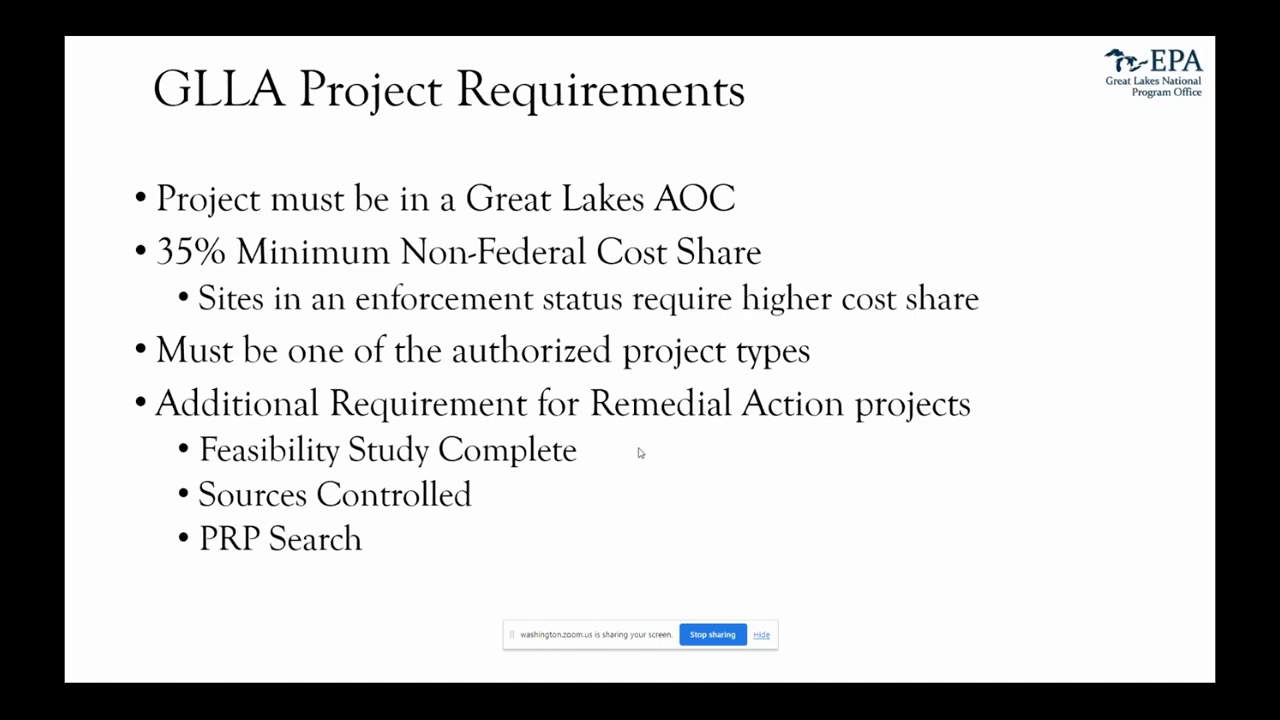 GLLA Project Requirements
EPA
Great Lakes National
Program Office
• Project must be in a Great Lakes AOC
• 35% Minimum Non-Federal Cost Share
• Sites in an enforcement status require higher cost share
• Must be one of the authorized project types
• Additional Requirement for Remedial Action projects
• Feasibility Study Complete
• Sources Controlled
• PRP Search
washington.zoom.us is sharing your screen. Stop sharing Hide